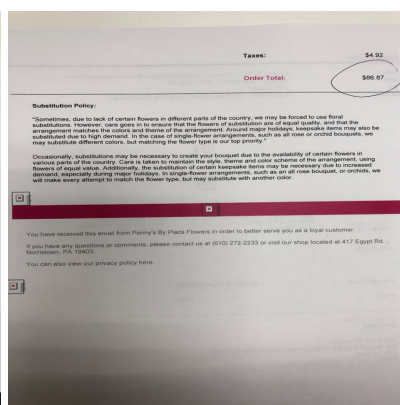 Taxes: $4.92
Order Total: $86.87
Substitution Policy:
"Sometimes, due to lack of certain flowers in different parts of the country, we may be forced to use floral
substitutions. However, care goes in to ensure that the flowers of substitution are of equal quality, and that the
arrangement matches the colors and theme of the arrangement. Around major holidays, keepsake items may also be
substituted due to high demand. In the case of single-flower arrangements, such as all rose or orchid bouquets, we
may substitute different colors, but matching the flower type is our top priority."
Occasionally, substitutions may be necessary to create your bouquet due to the availability of certain flowers in
various parts of the country. Care is taken to maintain the style, theme and color scheme of the arrangement, using
flowers of equal value. Additionally, the substitution of certain keepsake items may be necessary due to increased
demand, especially during major holidays. In single-flower arrangements, such as an all rose bouquet, or orchids, we
will make every attempt to match the flower type, but may substitute with another color.
You have received this email from Penny's By Plaza Flowers in order to better serve you as a loyal customer.
If you have any questions or comments, please contact us at (610) 272-2233 or visit our shop located at 417 Egypt Rd. ,
Norristown, PA 19403.
You can also view our privacy policy here.